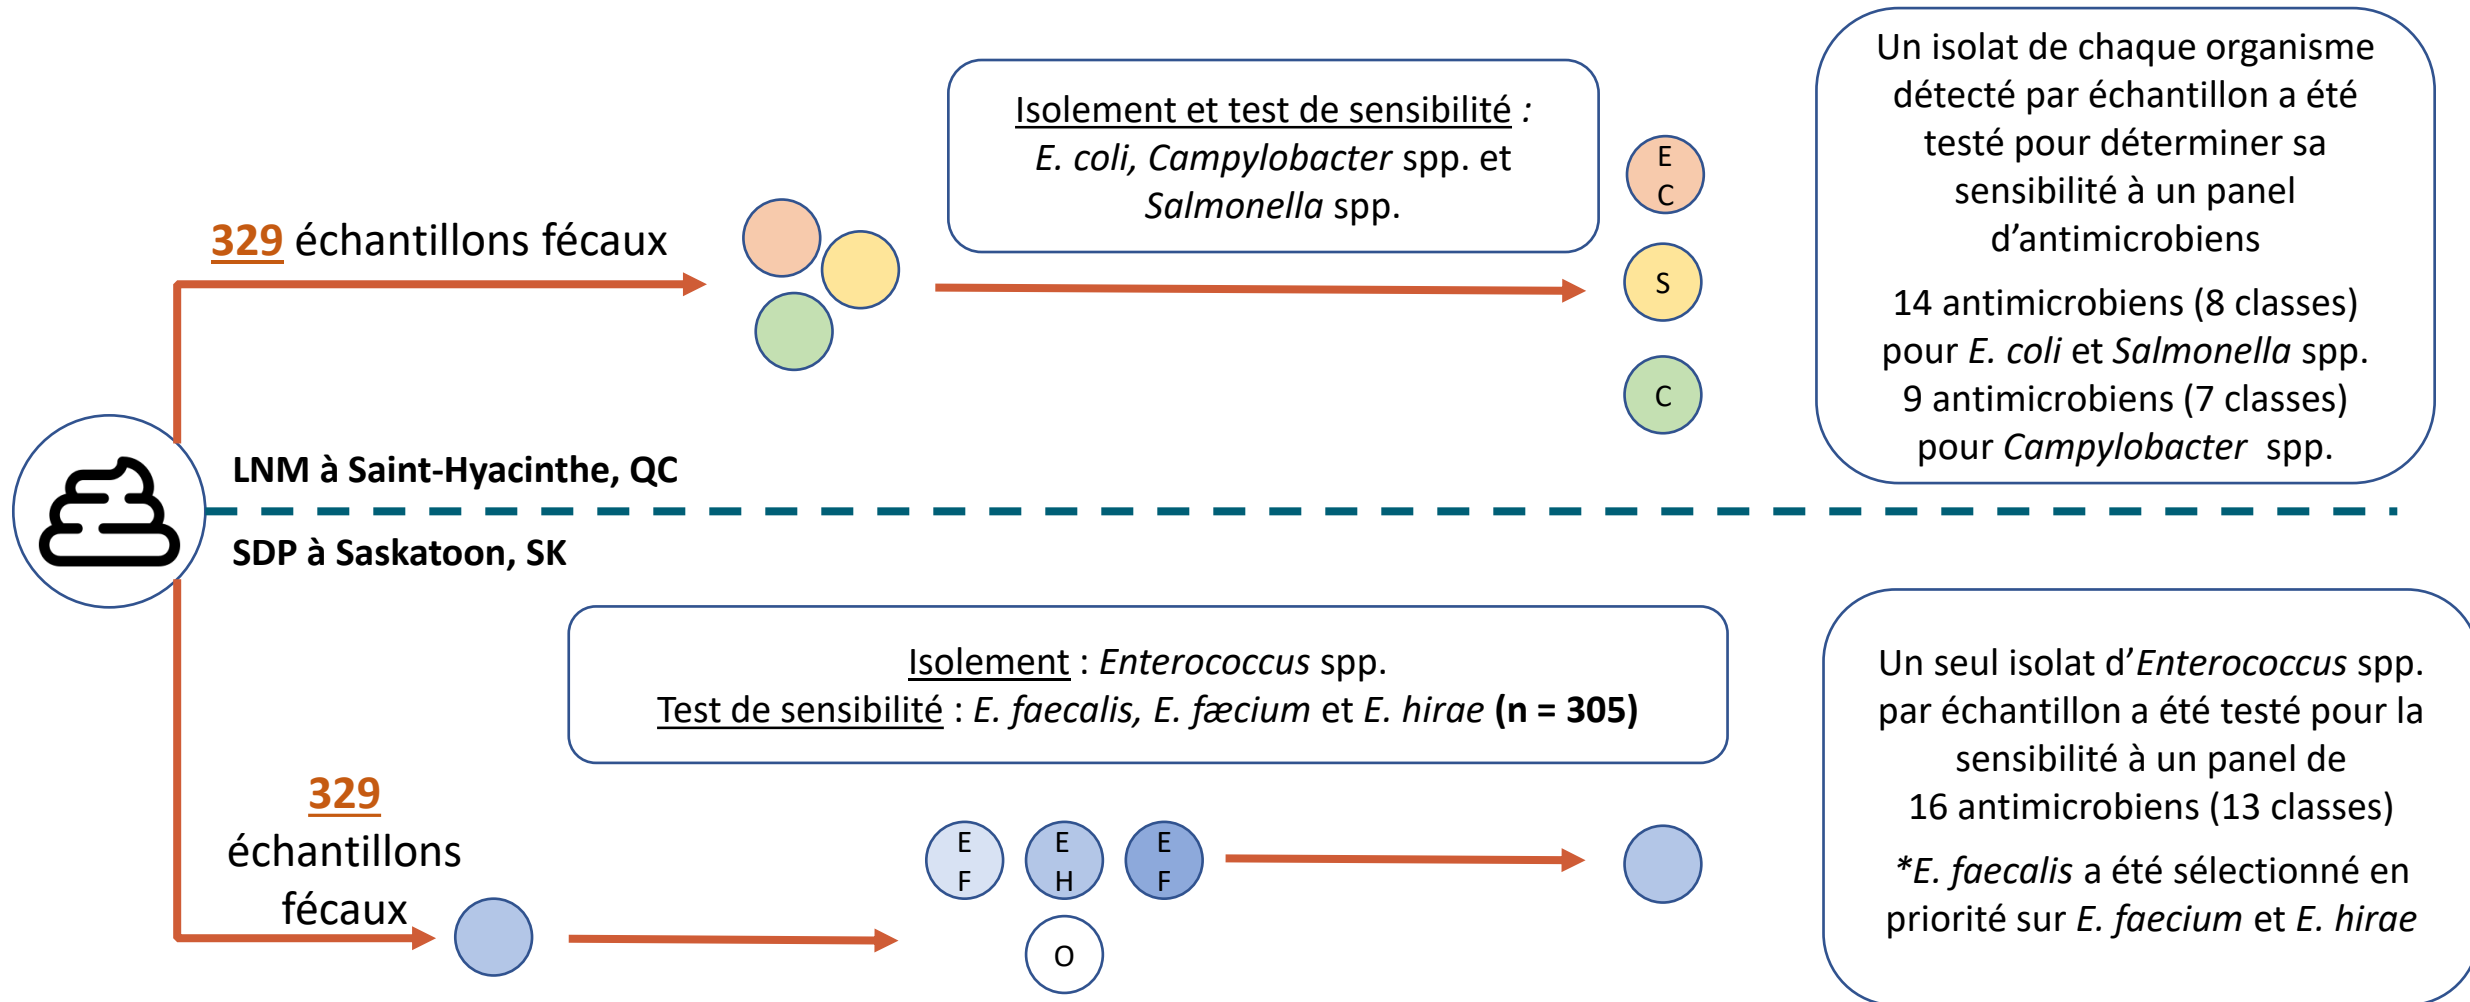 329 échantillons fécaux
Isolement et test de sensibilité :
E. coli, Campylobacter spp. et
Salmonella spp.
E
C
S
C
Un isolat de chaque organisme
détecté par échantillon a été
testé pour déterminer sa
sensibilité à un panel
d’antimicrobiens
14 antimicrobiens (8 classes)
pour E. coli et Salmonella spp.
9 antimicrobiens (7 classes)
pour Campylobacter spp.
LNM à Saint-Hyacinthe, QC
SDP à Saskatoon, SK
329
échantillons
fécaux
Isolement : Enterococcus spp.
Test de sensibilité : E. faecalis, E. fæcium et E. hirae (n = 305)
E
F
E
H
E
F
O
Un seul isolat d’Enterococcus spp.
par échantillon a été testé pour la
sensibilité à un panel de
16 antimicrobiens (13 classes)
*E. faecalis a été sélectionné en
priorité sur E. faecium et E. hirae